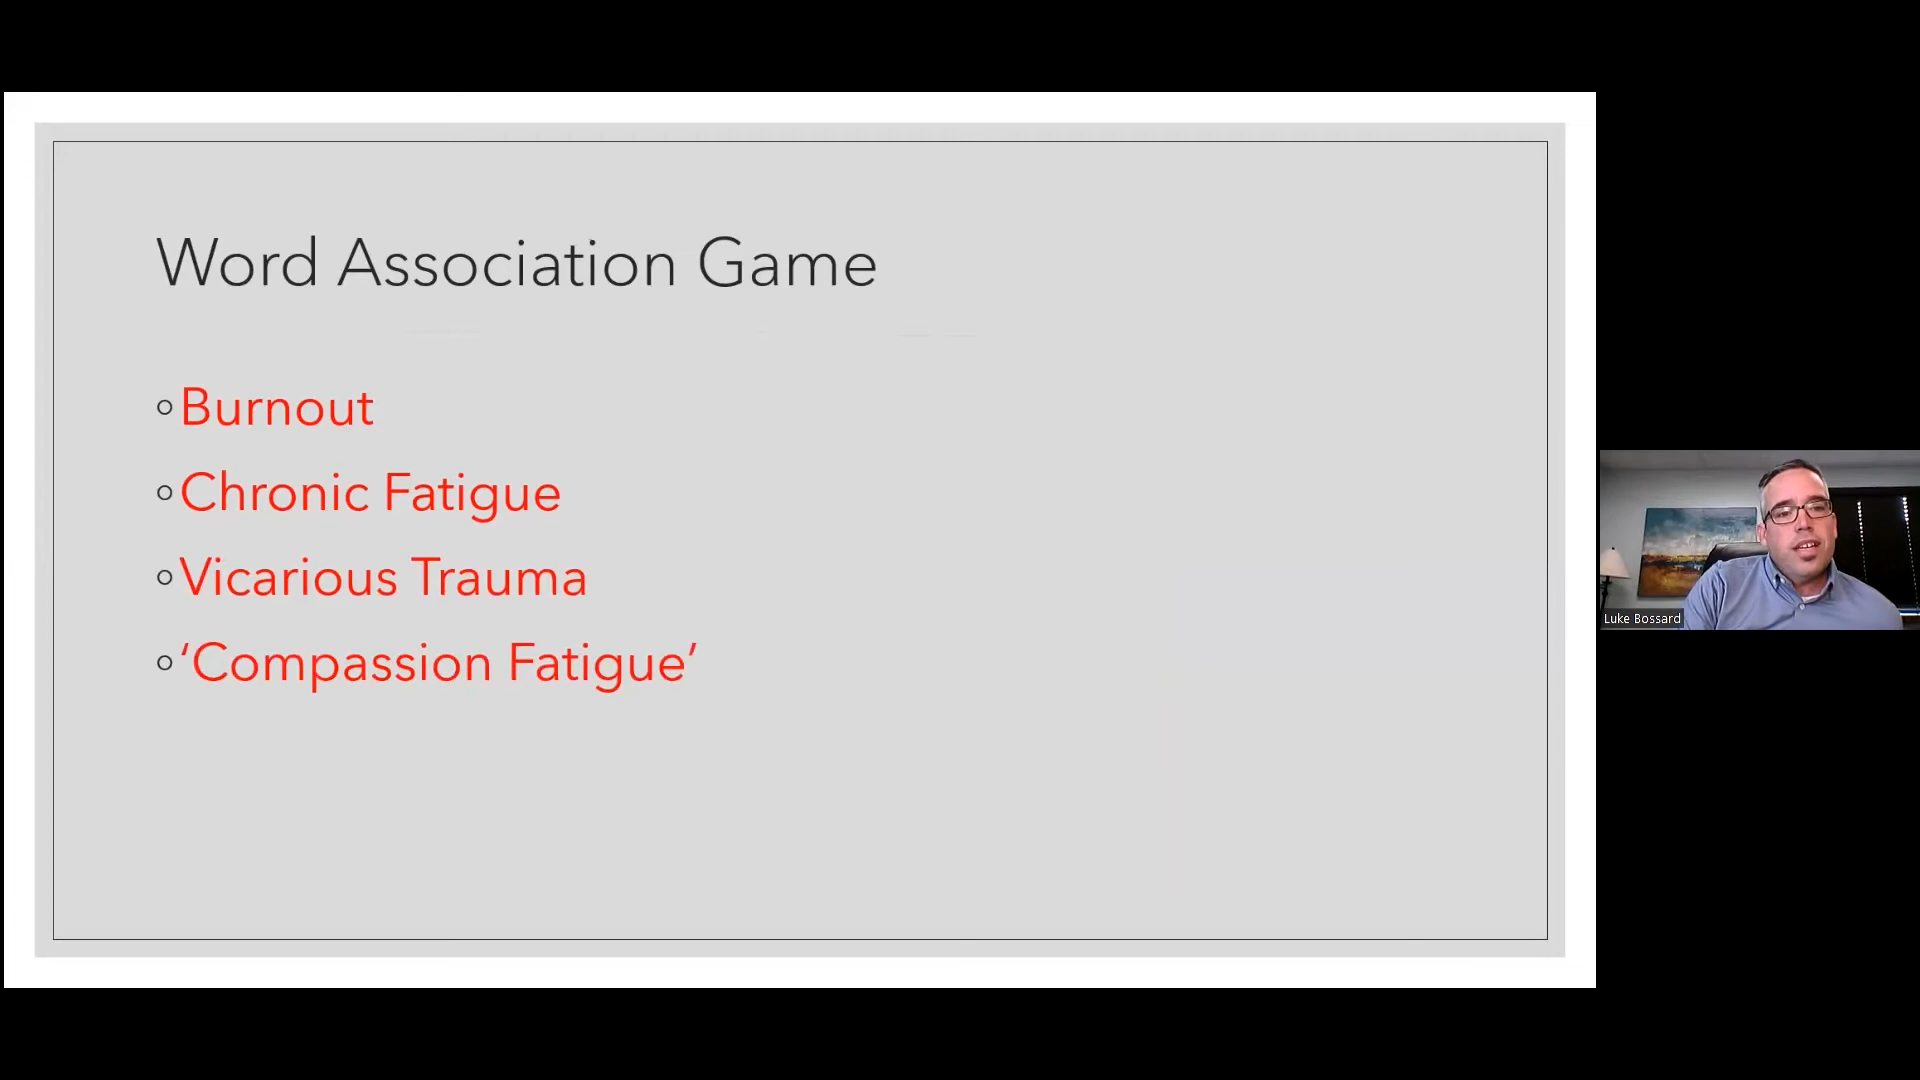 Word Association Game
Burnout
Chronic Fatigue
Vicarious Trauma
‘Compassion Fatigue’
Luke Bossard